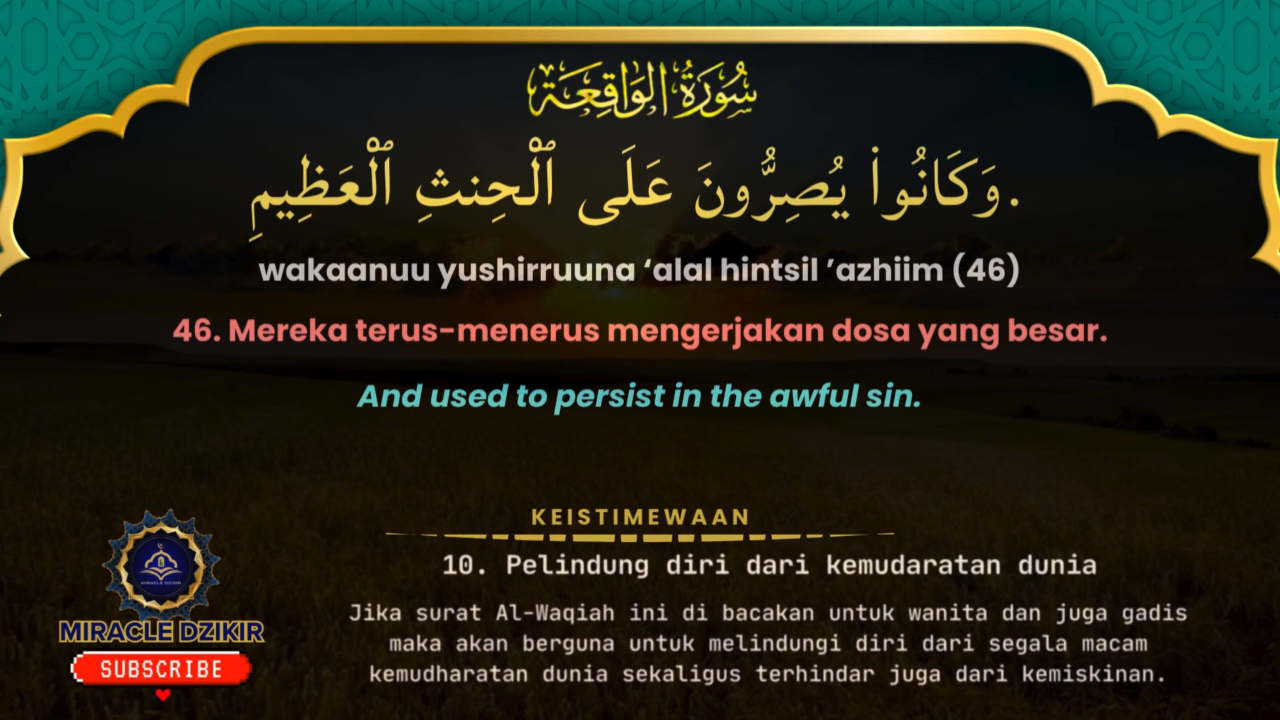 سُورَةُ الوَاقِعَة
وَكَانُوا۟ يُصِرُّونَ عَلَى ٱلْحِنثِ ٱلْعَظِيمِ.
wakaanuu yushirruuna ‘alal hintsil ’azhiim (46)
46. Mereka terus-menerus mengerjakan dosa yang besar.
And used to persist in the awful sin.
KEISTIMEWAAN
10. Pelindung diri dari kemudaratan dunia
Jika surat Al-Waqiah ini di bacakan untuk wanita dan juga gadis
maka akan berguna untuk melindungi diri dari segala macam
kemudharatan dunia sekaligus terhindar juga dari kemiskinan.
MIRACLE DZIKIR
MIRACLE DZIKIR
SUBSCRIBE